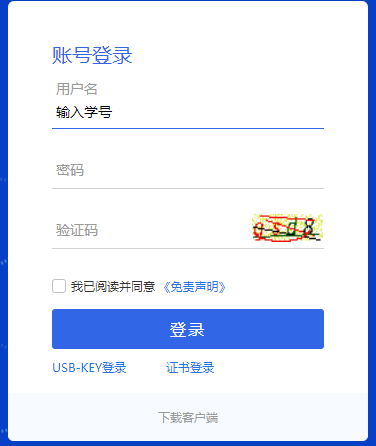 账号登录
用户名
输入学号
密码
验证码
我已阅读并同意 《免责声明》
登录
USB-KEY登录 证书登录
下载客户端